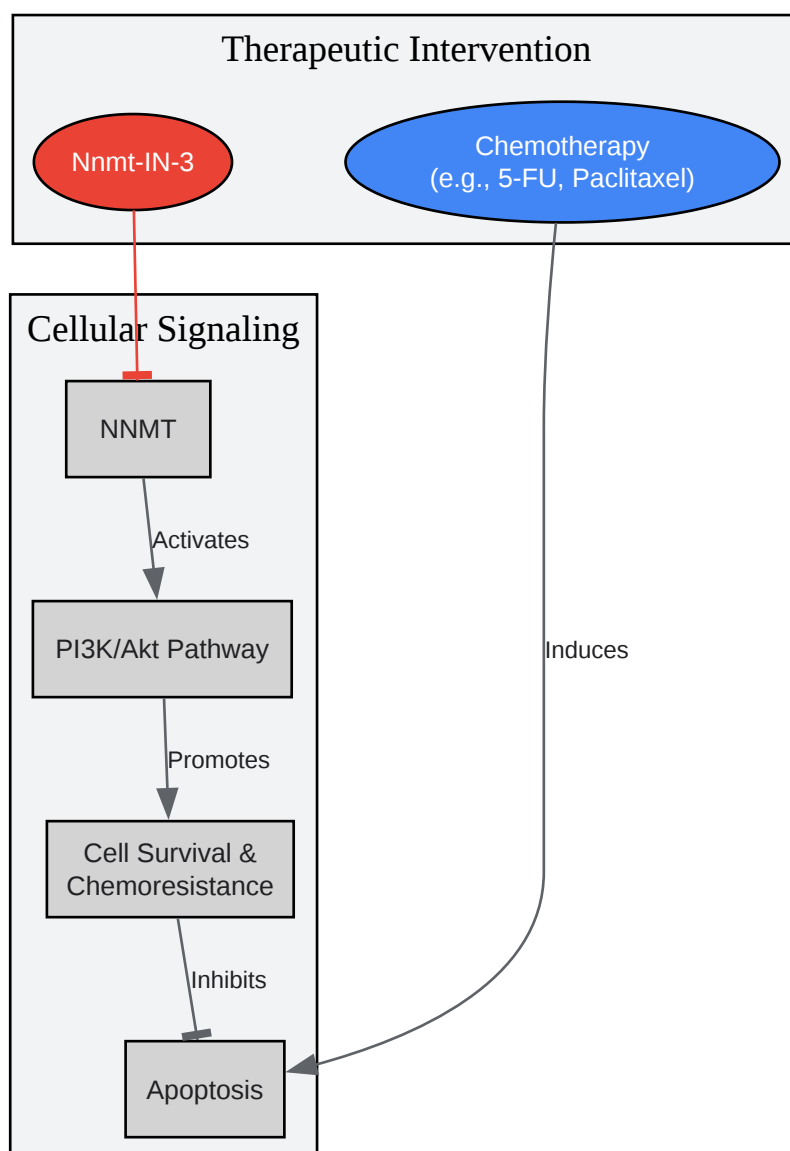 Therapeutic Intervention
Nnmt-IN-3
Chemotherapy
(e.g., 5-FU, Paclitaxel)
Cellular Signaling
NNMT
Activates
PI3K/Akt Pathway
Induces
Promotes
Cell Survival &
Chemoresistance
Inhibits
Apoptosis